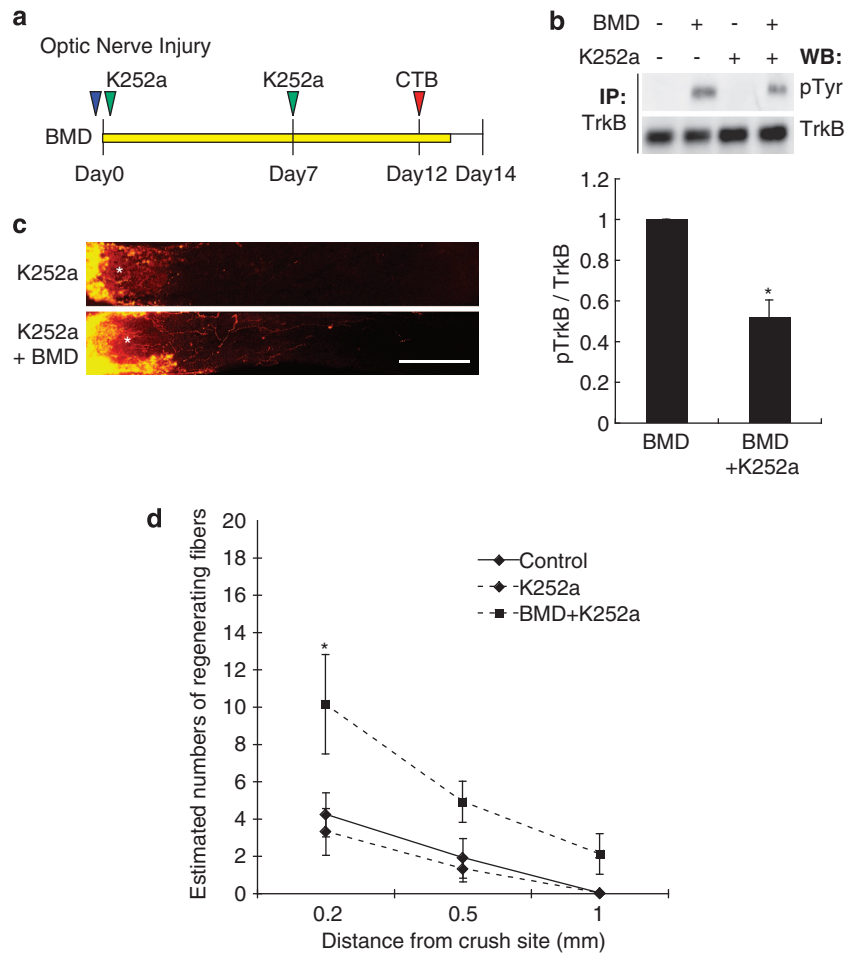 a
Optic Nerve Injury
K252a K252a CTB
BMD
Day0 Day7 Day12 Day14
b
BMD - + - +
K252a - - + + WB:
IP: pTyr
TrkB TrkB
1.2
1
0.8
0.6
0.4
0.2
0
pTrkB / TrkB
*
BMD BMD
+K252a
c
K252a
*
K252a
+ BMD
*
d
Estimated numbers of regenerating fibers
20
18
16
14
12
10
8
6
4
2
0
*
Control
K252a
BMD+K252a
0.2 0.5 1
Distance from crush site (mm)